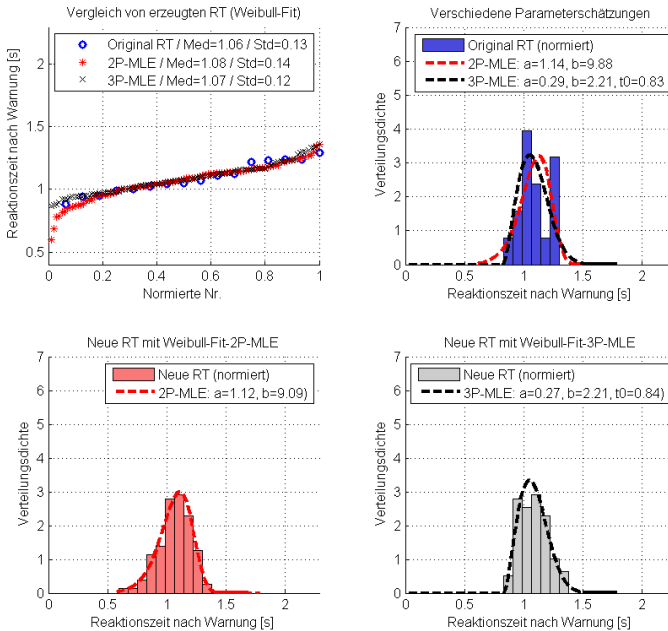 Vergleich von erzeugten RT (Weibull-Fit)
Reaktionszeit nach Warnung [s]
2
1.5
1
0.5
Original RT / Med=1.06 / Std=0.13
2P-MLE / Med=1.08 / Std=0.14
3P-MLE / Med=1.07 / Std=0.12
0 0.2 0.4 0.6 0.8 1
Normierte Nr.
Verschiedene Parameterschätzungen
Verteilungsdichte
7
6
5
4
3
2
1
0
Original RT (normiert)
2P-MLE: a=1.14, b=9.88
3P-MLE: a=0.29, b=2.21, t0=0.83
0 0.5 1 1.5 2
Reaktionszeit nach Warnung [s]
Neue RT mit Weibull-Fit-2P-MLE
Verteilungsdichte
7
6
5
4
3
2
1
0
Neue RT (normiert)
2P-MLE: a=1.12, b=9.09)
0 0.5 1 1.5 2
Reaktionszeit nach Warnung [s]
Neue RT mit Weibull-Fit-3P-MLE
Verteilungsdichte
7
6
5
4
3
2
1
0
Neue RT (normiert)
3P-MLE: a=0.27, b=2.21, t0=0.84)
0 0.5 1 1.5 2
Reaktionszeit nach Warnung [s]